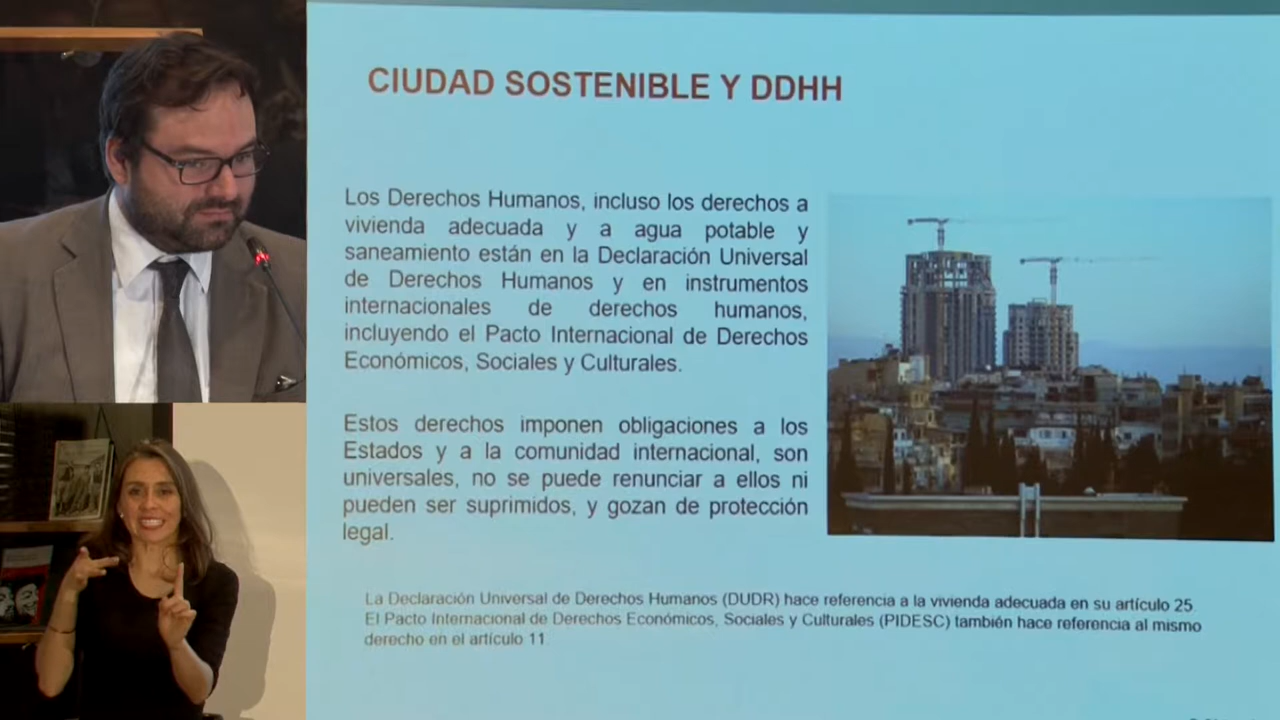 CIUDAD SOSTENIBLE Y DDHH
Los Derechos Humanos, incluso los derechos a
vivienda adecuada y a agua potable y
saneamiento están en la Declaración Universal
de Derechos Humanos y en instrumentos
internacionales de derechos humanos,
incluyendo el Pacto Internacional de Derechos
Económicos, Sociales y Culturales.
Estos derechos imponen obligaciones a los
Estados y a la comunidad internacional, son
universales, no se puede renunciar a ellos ni
pueden ser suprimidos, y gozan de protección
legal.
La Declaración Universal de Derechos Humanos (DUDR) hace referencia a la vivienda adecuada en su artículo 25.
El Pacto Internacional de Derechos Económicos, Sociales y Culturales (PIDESC) también hace referencia al mismo
derecho en el artículo 11.